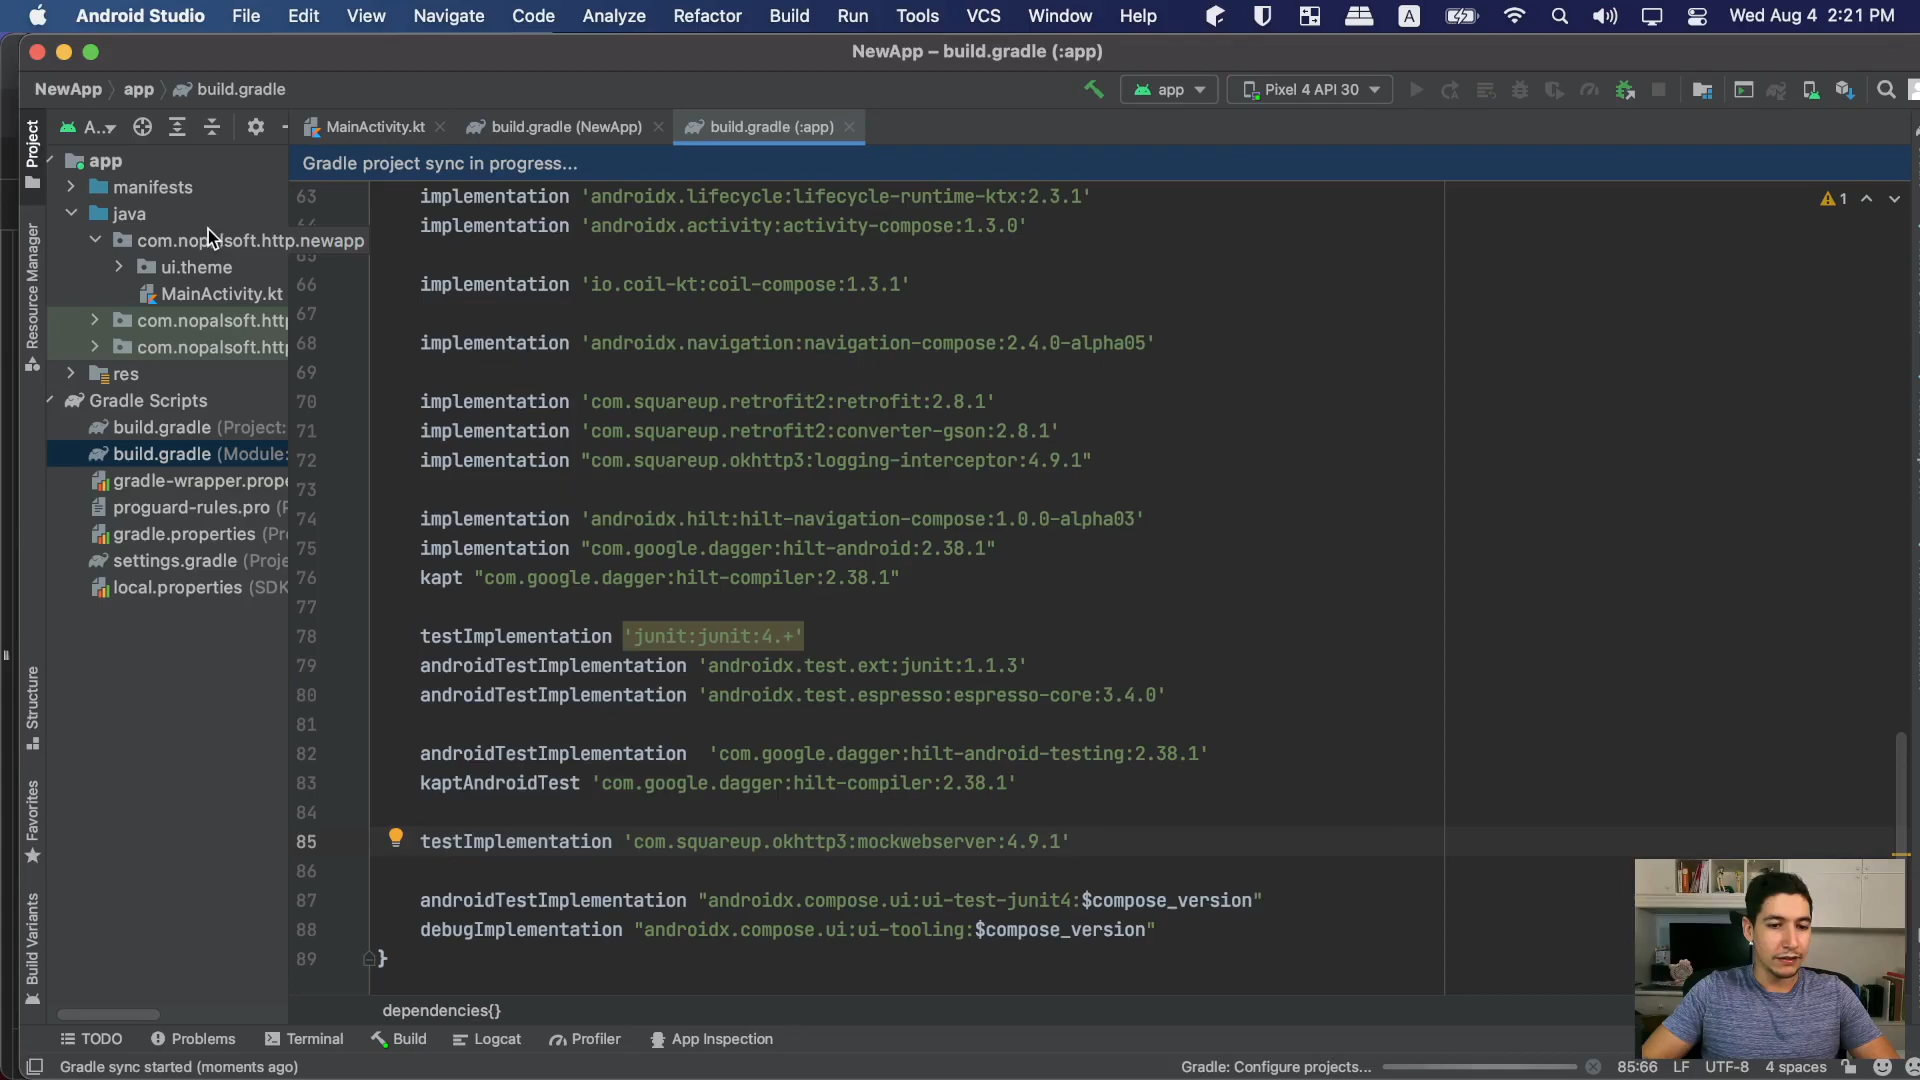 Android Studio File Edit View Navigate Code Analyze Refactor Build Run Tools VCS Window Help A Wed Aug 4 2:21 PM
NewApp – build.gradle (:app)
NewApp app build.gradle app Pixel 4 API 30
Project A.. MainActivity.kt build.gradle (NewApp) build.gradle (:app)
Gradle project sync in progress...
app
manifests
java
com.nopalsoft.http.newapp
ui.theme
MainActivity.kt
com.nopalsoft.http
com.nopalsoft.http
res
Gradle Scripts
build.gradle (Project:
build.gradle (Module:
gradle-wrapper.prope
proguard-rules.pro (P
gradle.properties (Pro
settings.gradle (Proje
local.properties (SDK
Resource Manager
Structure
Favorites
Build Variants
1
63 implementation 'androidx.lifecycle:lifecycle-runtime-ktx:2.3.1'
64 implementation 'androidx.activity:activity-compose:1.3.0'
65
66 implementation 'io.coil-kt:coil-compose:1.3.1'
67
68 implementation 'androidx.navigation:navigation-compose:2.4.0-alpha05'
69
70 implementation 'com.squareup.retrofit2:retrofit:2.8.1'
71 implementation 'com.squareup.retrofit2:converter-gson:2.8.1'
72 implementation "com.squareup.okhttp3:logging-interceptor:4.9.1"
73
74 implementation 'androidx.hilt:hilt-navigation-compose:1.0.0-alpha03'
75 implementation "com.google.dagger:hilt-android:2.38.1"
76 kapt "com.google.dagger:hilt-compiler:2.38.1"
77
78 testImplementation 'junit:junit:4.+'
79 androidTestImplementation 'androidx.test.ext:junit:1.1.3'
80 androidTestImplementation 'androidx.test.espresso:espresso-core:3.4.0'
81
82 androidTestImplementation 'com.google.dagger:hilt-android-testing:2.38.1'
83 kaptAndroidTest 'com.google.dagger:hilt-compiler:2.38.1'
84
85 testImplementation 'com.squareup.okhttp3:mockwebserver:4.9.1'
86
87 androidTestImplementation "androidx.compose.ui:ui-test-junit4:$compose_version"
88 debugImplementation "androidx.compose.ui:ui-tooling:$compose_version"
89 }
dependencies{}
TODO Problems Terminal Build Logcat Profiler App Inspection
Gradle sync started (moments ago) Gradle: Configure projects... 85:66 LF UTF-8 4 spaces